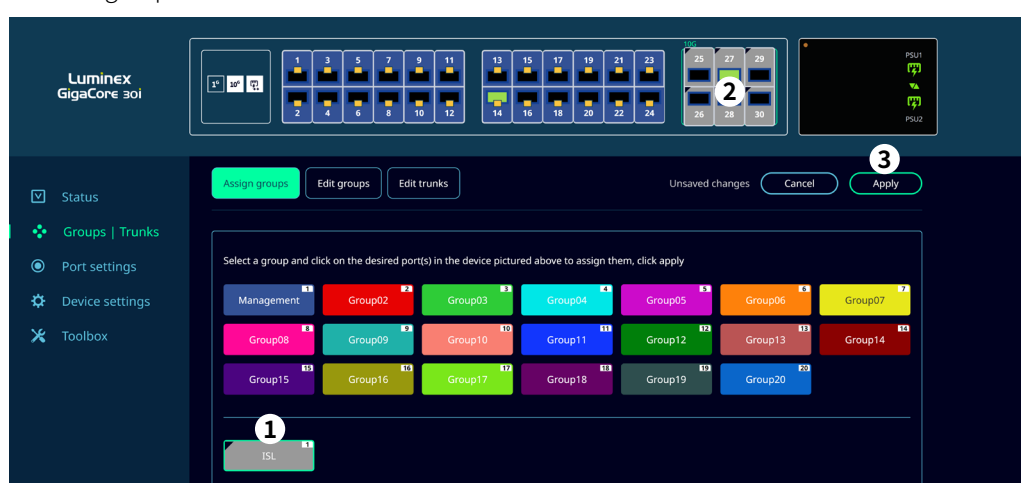 10G
1 3 5 7 9 11 13 15 17 19 21 23 25 27 29
PSU1
Luminex
GigaCore 30i
1G 10G
2
2 4 6 8 10 12 14 16 18 20 22 24 26 28 30
PSU2
3
Assign groups Edit groups Edit trunks Unsaved changes Cancel Apply
Status
Groups | Trunks
Port settings
Device settings
Toolbox
Select a group and click on the desired port(s) in the device pictured above to assign them, click apply
1 2 3 4 5 6 7
Management Group02 Group03 Group04 Group05 Group06 Group07
8 9 10 11 12 13 14
Group08 Group09 Group10 Group11 Group12 Group13 Group14
15 16 17 18 19 20
Group15 Group16 Group17 Group18 Group19 Group20
1
1
ISL